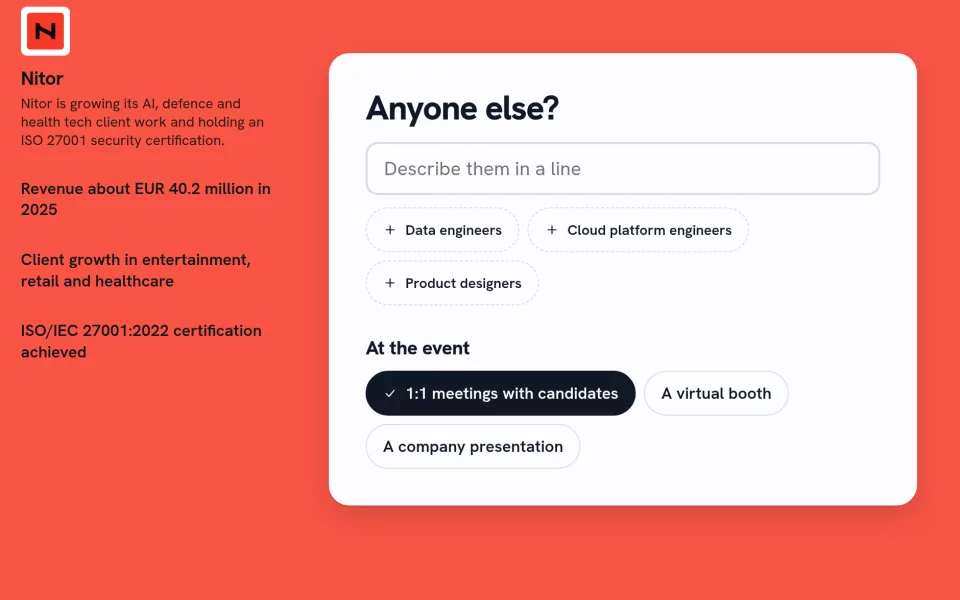 N
Nitor
Nitor is growing its AI, defence and
health tech client work and holding an
ISO 27001 security certification.
Revenue about EUR 40.2 million in
2025
Client growth in entertainment,
retail and healthcare
ISO/IEC 27001:2022 certification
achieved
Anyone else?
Describe them in a line
+ Data engineers
+ Cloud platform engineers
+ Product designers
At the event
✓ 1:1 meetings with candidates
A virtual booth
A company presentation